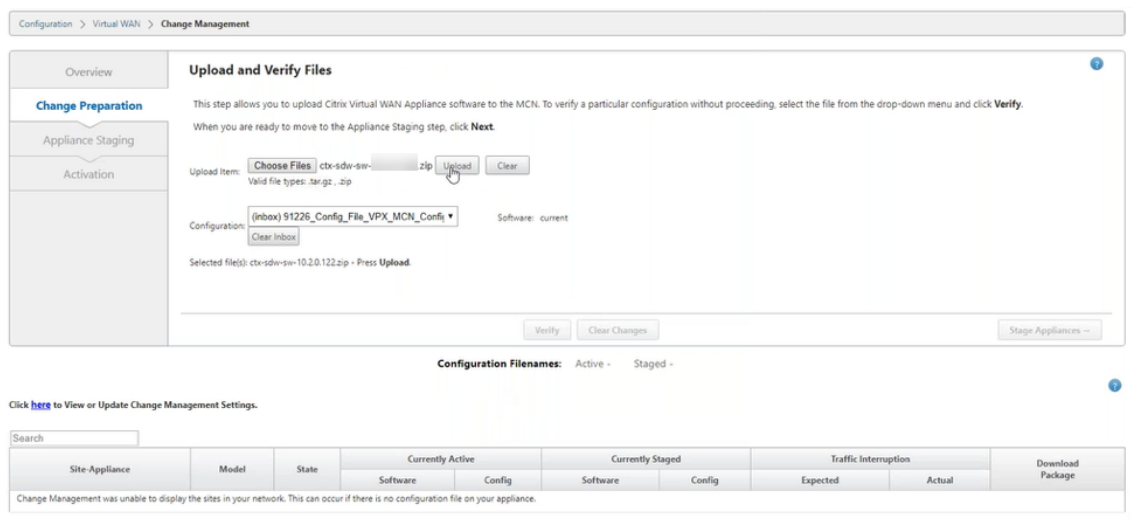 Configuration > Virtual WAN > Change Management
Overview
Change Preparation
Appliance Staging
Activation
Upload and Verify Files
This step allows you to upload Citrix Virtual WAN Appliance software to the MCN. To verify a particular configuration without proceeding, select the file from the drop-down menu and click Verify.
When you are ready to move to the Appliance Staging step, click Next.
Upload Item: Choose Files ctx-sdw-sw- .zip Upload Clear
Valid file types: .tar.gz , .zip
Configuration: (inbox) 91226_Config_File_VPX_MCN_Config Software: current
Clear Inbox
Selected file(s): ctx-sdw-sw-10.2.0.122.zip - Press Upload.
Verify Clear Changes Stage Appliances →
Configuration Filenames: Active - Staged -
Click here to View or Update Change Management Settings.
Search
Site-Appliance Model State Currently Active Currently Staged Traffic Interruption Download Package
Software Config Software Config Expected Actual
Change Management was unable to display the sites in your network. This can occur if there is no configuration file on your appliance.